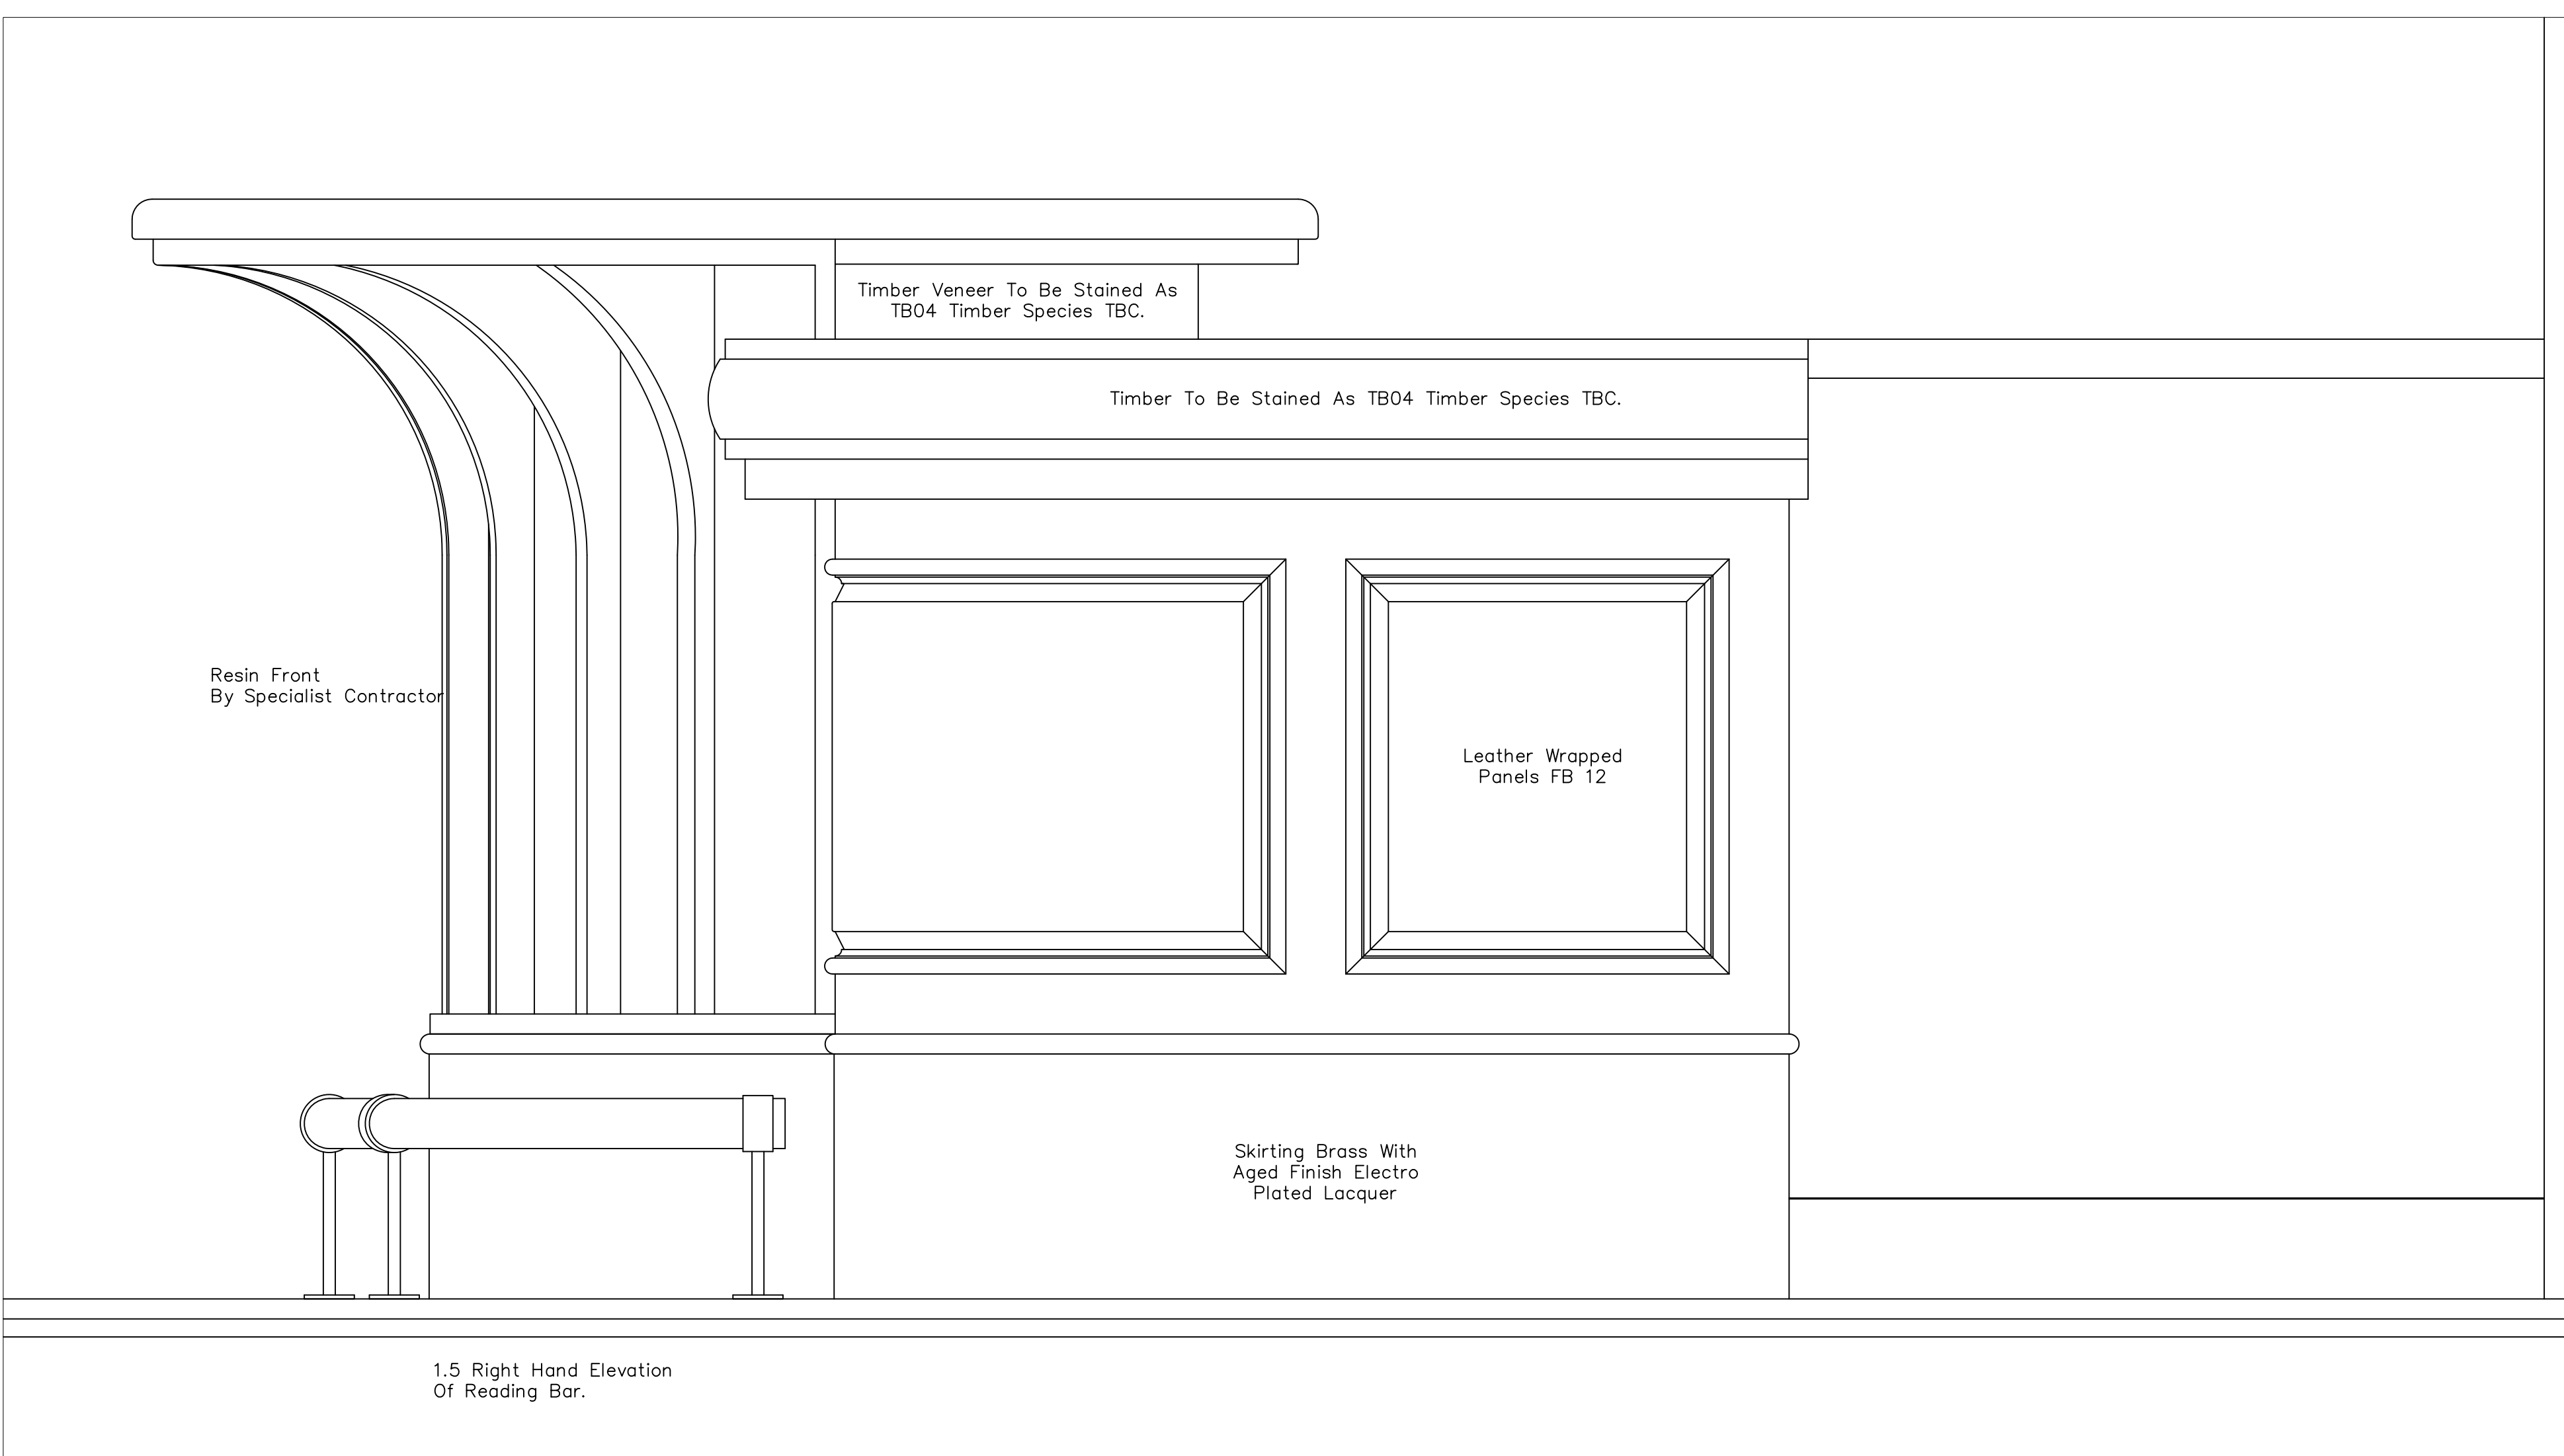 Timber Veneer To Be Stained As
TB04 Timber Species TBC.
Timber To Be Stained As TB04 Timber Species TBC.
Resin Front
By Specialist Contractor
Leather Wrapped
Panels FB 12
Skirting Brass With
Aged Finish Electro
Plated Lacquer
1.5 Right Hand Elevation
Of Reading Bar.